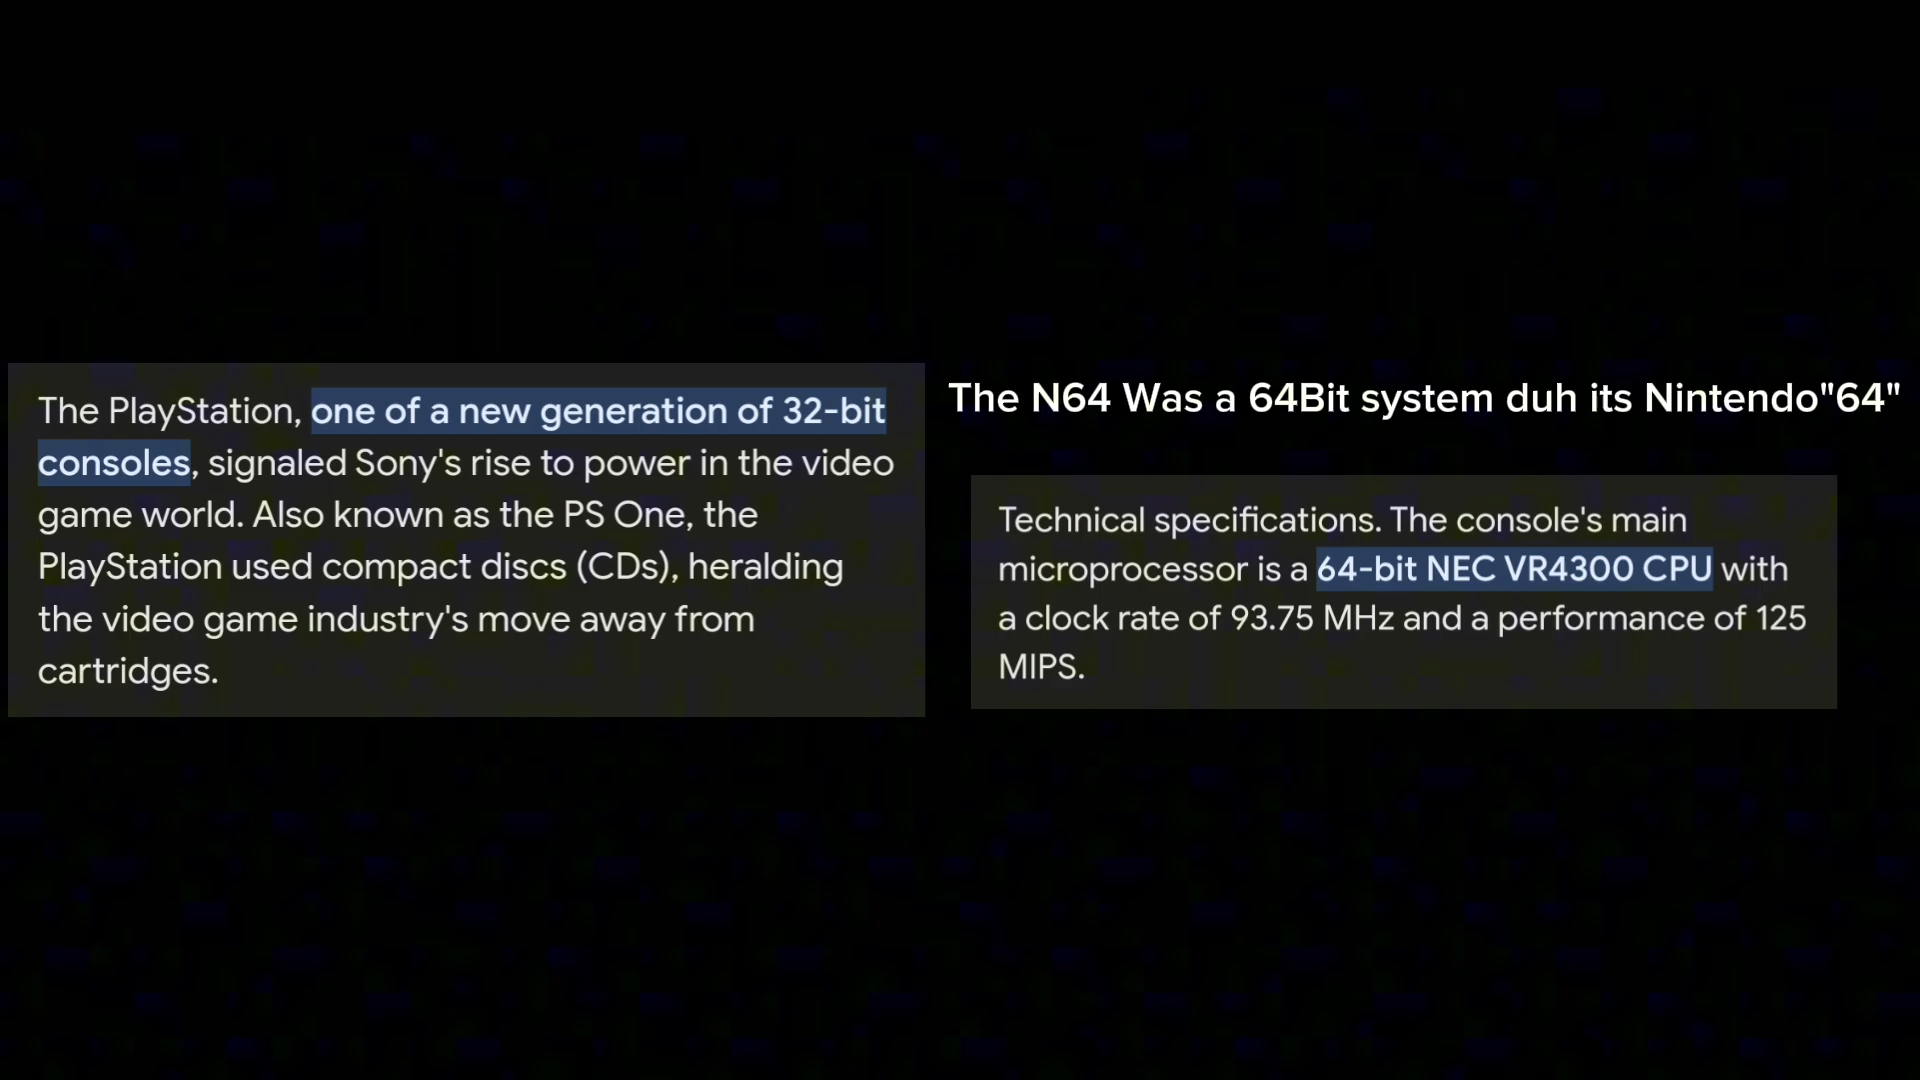 The PlayStation, one of a new generation of 32-bit
consoles, signaled Sony's rise to power in the video
game world. Also known as the PS One, the
PlayStation used compact discs (CDs), heralding
the video game industry's move away from
cartridges.
The N64 Was a 64Bit system duh its Nintendo"64"
Technical specifications. The console's main
microprocessor is a 64-bit NEC VR4300 CPU with
a clock rate of 93.75 MHz and a performance of 125
MIPS.